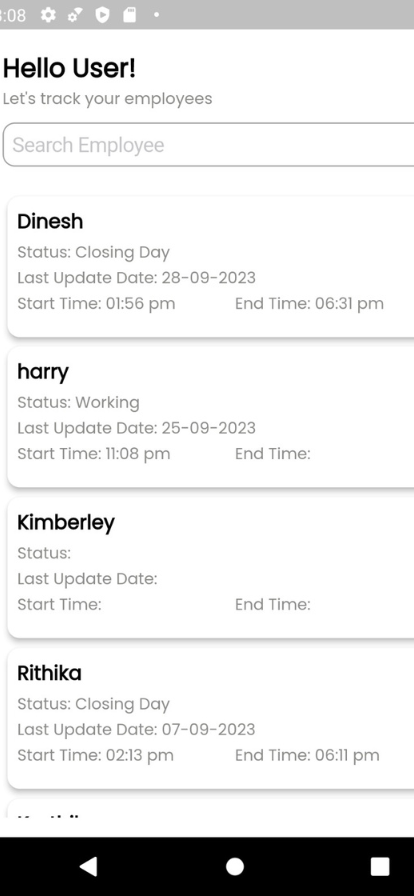 :08
Hello User!
Let's track your employees
Search Employee
Dinesh
Status: Closing Day
Last Update Date: 28-09-2023
Start Time: 01:56 pm End Time: 06:31 pm
harry
Status: Working
Last Update Date: 25-09-2023
Start Time: 11:08 pm End Time:
Kimberley
Status:
Last Update Date:
Start Time: End Time:
Rithika
Status: Closing Day
Last Update Date: 07-09-2023
Start Time: 02:13 pm End Time: 06:11 pm